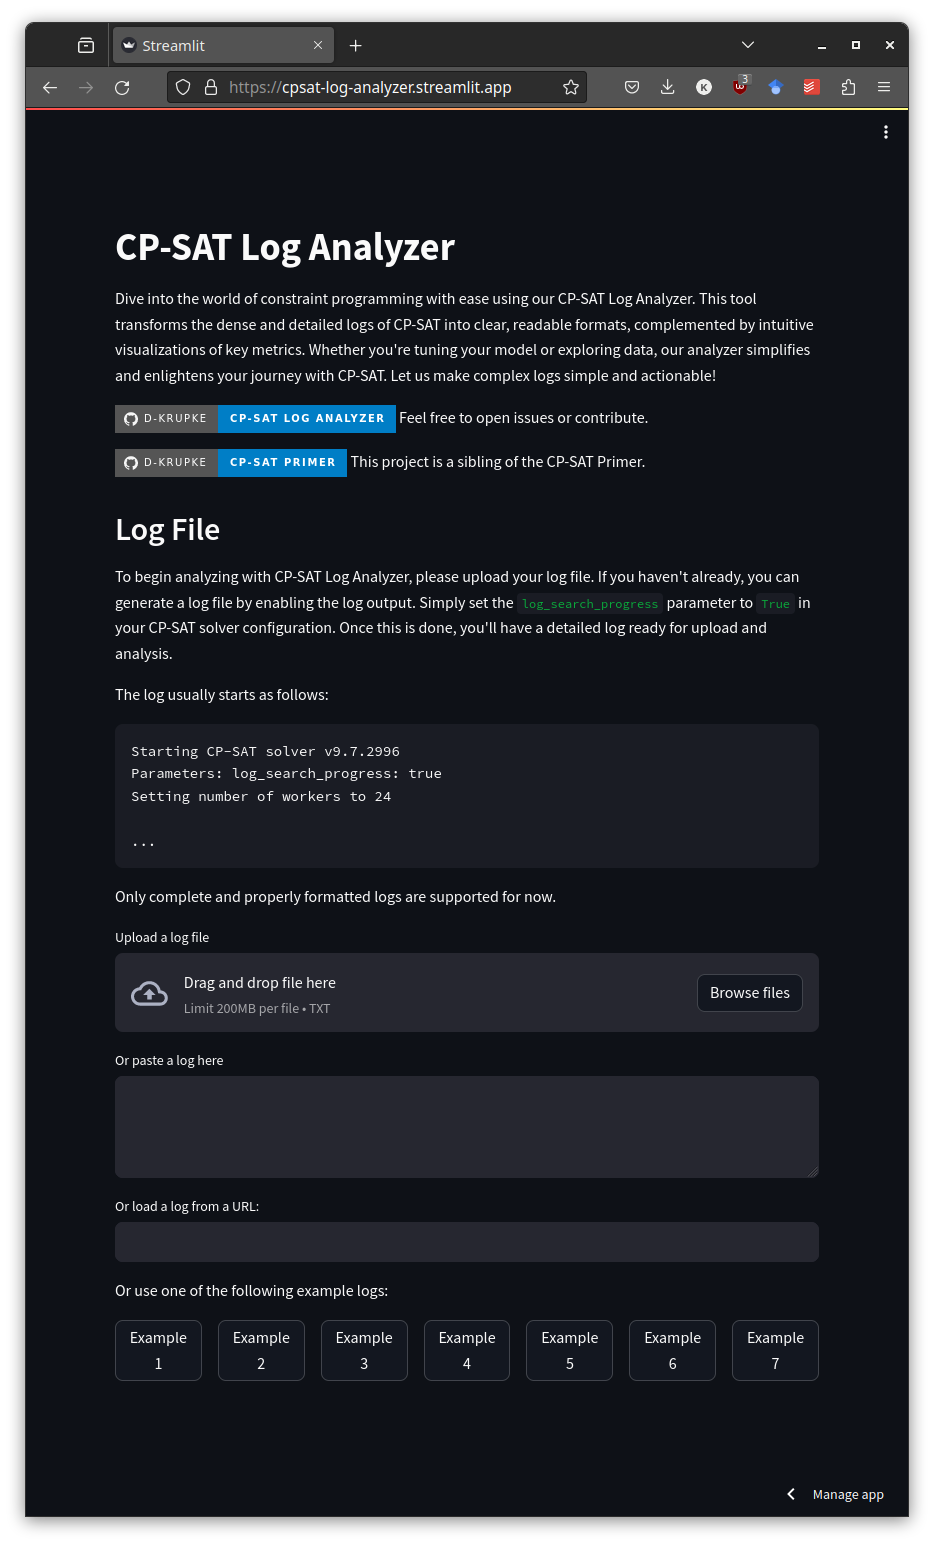 Streamlit
https://cpsat-log-analyzer.streamlit.app
K
3
CP-SAT Log Analyzer
Dive into the world of constraint programming with ease using our CP-SAT Log Analyzer. This tool
transforms the dense and detailed logs of CP-SAT into clear, readable formats, complemented by intuitive
visualizations of key metrics. Whether you're tuning your model or exploring data, our analyzer simplifies
and enlightens your journey with CP-SAT. Let us make complex logs simple and actionable!
D-KRUPKE CP-SAT LOG ANALYZER Feel free to open issues or contribute.
D-KRUPKE CP-SAT PRIMER This project is a sibling of the CP-SAT Primer.
Log File
To begin analyzing with CP-SAT Log Analyzer, please upload your log file. If you haven't already, you can
generate a log file by enabling the log output. Simply set the log_search_progress parameter to True in
your CP-SAT solver configuration. Once this is done, you'll have a detailed log ready for upload and
analysis.
The log usually starts as follows:
Starting CP-SAT solver v9.7.2996
Parameters: log_search_progress: true
Setting number of workers to 24
...
Only complete and properly formatted logs are supported for now.
Upload a log file
Drag and drop file here
Limit 200MB per file • TXT
Browse files
Or paste a log here
Or load a log from a URL:
Or use one of the following example logs:
Example 1
Example 2
Example 3
Example 4
Example 5
Example 6
Example 7
Manage app